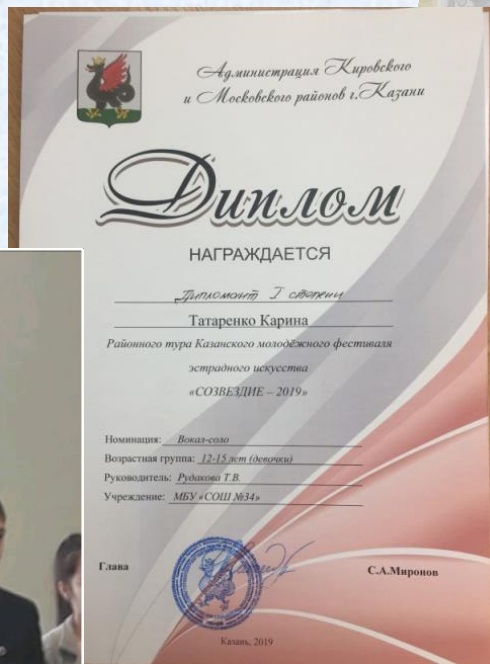 Администрация Кировского
и Московского районов г.Казани
Диплом
НАГРАЖДАЕТСЯ
Дипломант I степени
Татаренко Карина
Районного тура Казанского молодёжного фестиваля
эстрадного искусства
«СОЗВЕЗДИЕ – 2019»
Номинация: Вокал-соло
Возрастная группа: 12-15 лет (девочки)
Руководитель: Рудакова Т.В.
Учреждение: МБУ «СОШ №34»
Глава С.А.Миронов
Казань, 2019